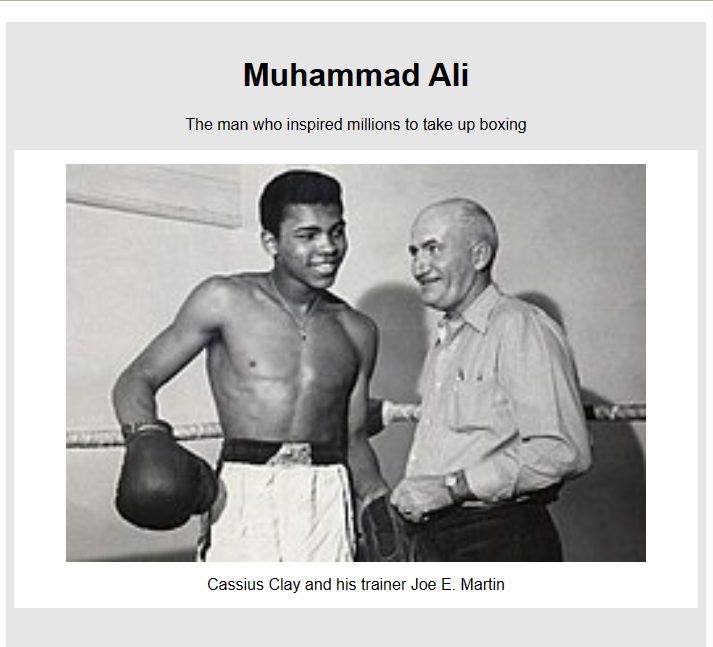 Muhammad Ali
The man who inspired millions to take up boxing
Cassius Clay and his trainer Joe E. Martin